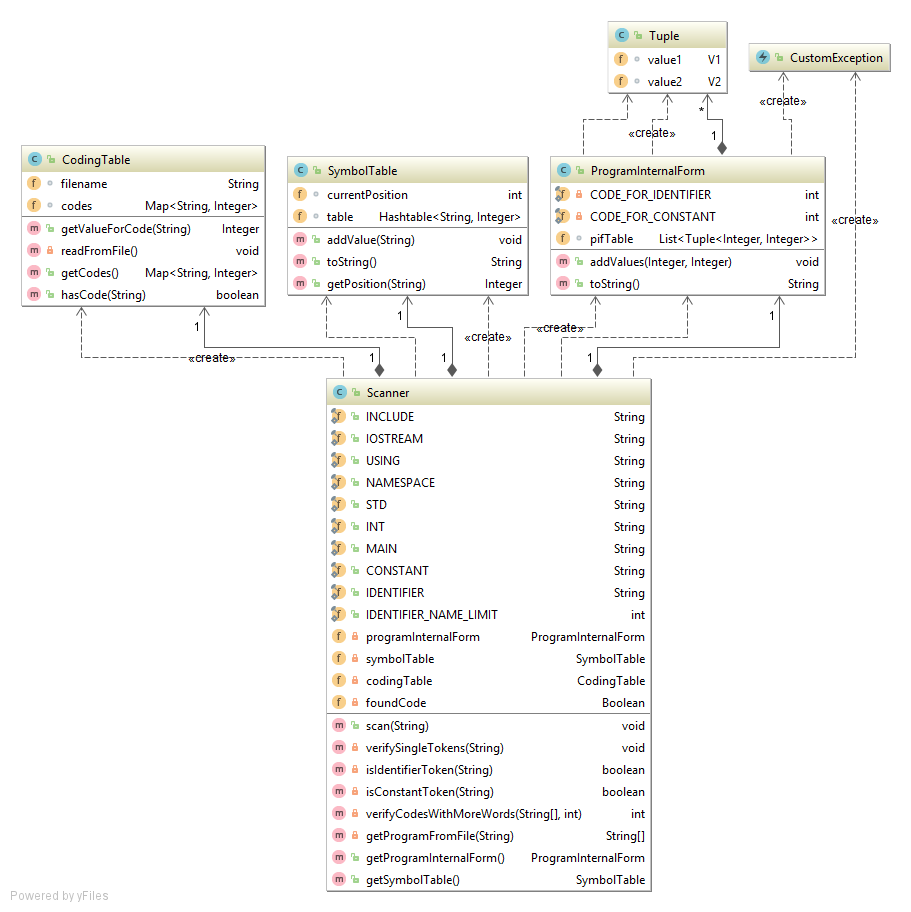 Tuple
value1 V1
value2 V2
CustomException
«create»
«create»
1
*
«create»
CodingTable
filename String
codes Map<String, Integer>
getValueForCode(String) Integer
readFromFile() void
getCodes() Map<String, Integer>
hasCode(String) boolean
SymbolTable
currentPosition int
table Hashtable<String, Integer>
addValue(String) void
toString() String
getPosition(String) Integer
ProgramInternalForm
CODE_FOR_IDENTIFIER int
CODE_FOR_CONSTANT int
pifTable List<Tuple<Integer, Integer>>
addValues(Integer, Integer) void
toString() String
1
1
1
«create»
«create»
«create»
1
1
1
Scanner
INCLUDE String
IOSTREAM String
USING String
NAMESPACE String
STD String
INT String
MAIN String
CONSTANT String
IDENTIFIER String
IDENTIFIER_NAME_LIMIT int
programInternalForm ProgramInternalForm
symbolTable SymbolTable
codingTable CodingTable
foundCode Boolean
scan(String) void
verifySingleTokens(String) void
isIdentifierToken(String) boolean
isConstantToken(String) boolean
verifyCodesWithMoreWords(String[], int) int
getProgramFromFile(String) String[]
getProgramInternalForm() ProgramInternalForm
getSymbolTable() SymbolTable
Powered by yFiles